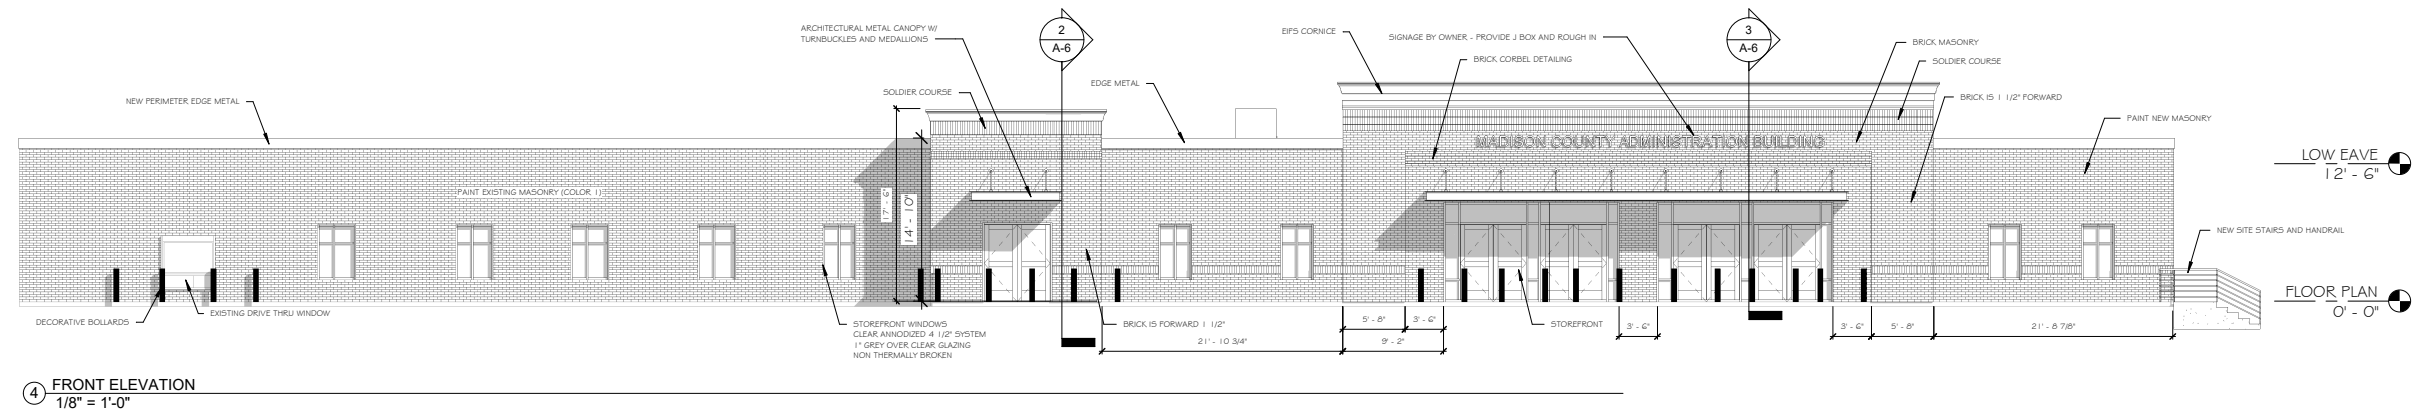 ARCHITECTURAL METAL CANOPY W/
TURNBUCKLES AND MEDALLIONS
2
A-6
EIFS CORNICE
SIGNAGE BY OWNER - PROVIDE J BOX AND ROUGH IN
3
A-6
BRICK MASONRY
BRICK CORBEL DETAILING
SOLDIER COURSE
NEW PERIMETER EDGE METAL
SOLDIER COURSE
EDGE METAL
BRICK IS 1 1/2" FORWARD
PAINT NEW MASONRY
MADISON COUNTY ADMINISTRATION BUILDING
LOW EAVE
12' - 6"
PAINT EXISTING MASONRY (COLOR 1)
17' - 6"
14' - 10"
NEW SITE STAIRS AND HANDRAIL
FLOOR PLAN
0' - 0"
DECORATIVE BOLLARDS
EXISTING DRIVE THRU WINDOW
STOREFRONT WINDOWS
CLEAR ANNODIZED 4 1/2" SYSTEM
1" GREY OVER CLEAR GLAZING
NON THERMALLY BROKEN
BRICK IS FORWARD 1 1/2"
STOREFRONT
5' - 8"
3' - 6"
3' - 6"
3' - 6"
5' - 8"
21' - 8 7/8"
21' - 10 3/4"
9' - 2"
4
FRONT ELEVATION
1/8" = 1'-0"